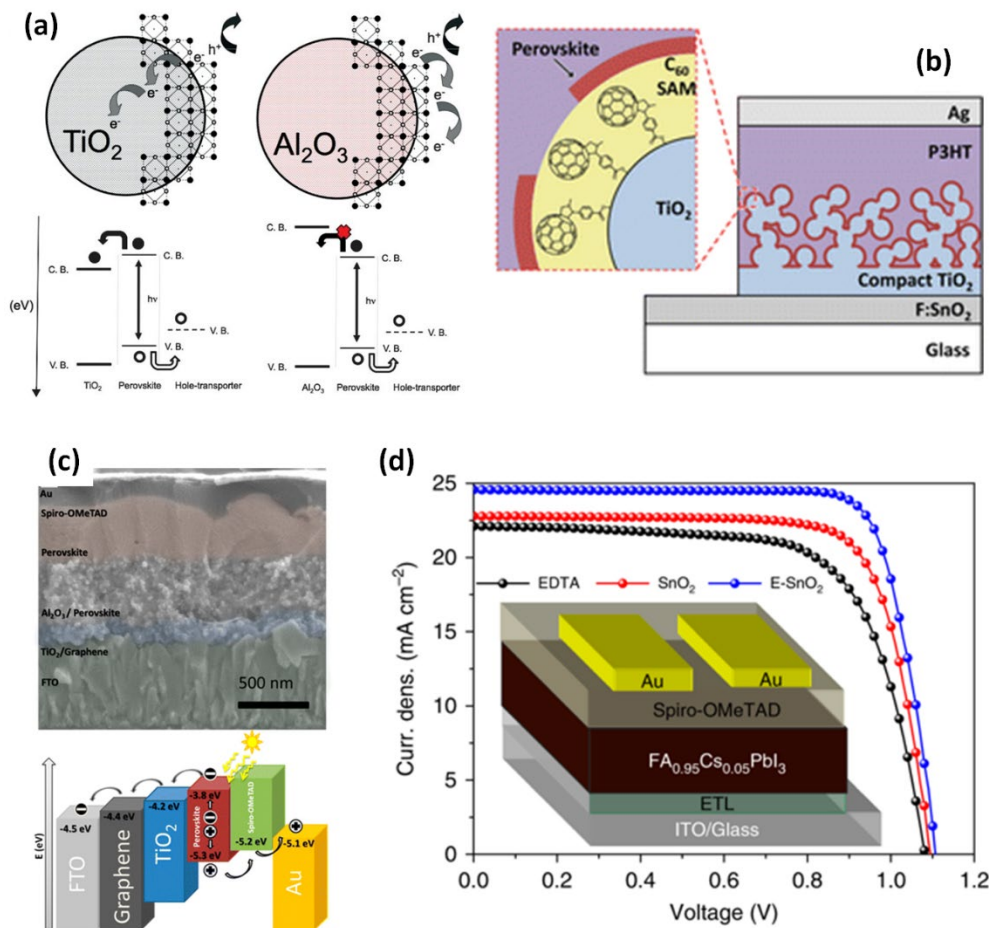 (a)
h⁺
e⁻
e⁻
e⁻
TiO₂
h⁺
e⁻
e⁻
e⁻
Al₂O₃
(eV)
C. B.
C. B.
hν
V. B.
V. B.
V. B.
TiO₂ Perovskite Hole-transporter
C. B.
C. B.
hν
V. B.
V. B.
V. B.
Al₂O₃ Perovskite Hole-transporter
(b)
Perovskite
C₆₀
SAM
TiO₂
Ag
P3HT
Compact TiO₂
F:SnO₂
Glass
(c)
Au
Spiro-OMeTAD
Perovskite
Al₂O₃/ Perovskite
TiO₂/Graphene
FTO
500 nm
E (eV)
-4.5 eV
FTO
-4.4 eV
Graphene
-4.2 eV
TiO₂
-3.8 eV
Perovskite
-5.3 eV
Spiro-OMeTAD
-5.2 eV
-5.1 eV
Au
(d)
Curr. dens. (mA cm⁻²)
25
20
15
10
5
0
EDTA SnO₂ E-SnO₂
Au Au
Spiro-OMeTAD
FA₀.₉₅Cs₀.₀₅PbI₃
ETL
ITO/Glass
0.0 0.2 0.4 0.6 0.8 1.0 1.2
Voltage (V)